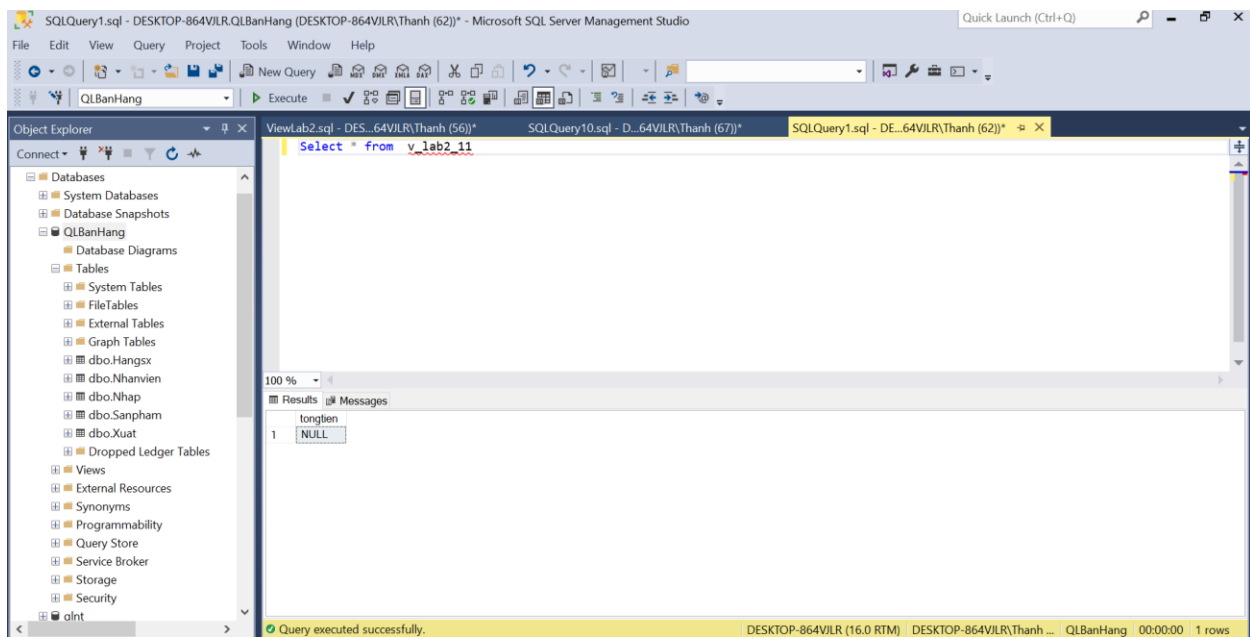 SQLQuery1.sql - DESKTOP-864VJLR.QLBanHang (DESKTOP-864VJLR\Thanh (62))* - Microsoft SQL Server Management Studio
Quick Launch (Ctrl+Q)
File Edit View Query Project Tools Window Help
New Query
MDX DMX XMLA DAX
QLBanHang
Execute
Object Explorer
ViewLab2.sql - DES...64VJLR\Thanh (56))*
SQLQuery10.sql - D...64VJLR\Thanh (67))*
SQLQuery1.sql - DE...64VJLR\Thanh (62))*
Connect
Select * from v_lab2_11
Databases
System Databases
Database Snapshots
QLBanHang
Database Diagrams
Tables
System Tables
FileTables
External Tables
Graph Tables
dbo.Hangsx
dbo.Nhanvien
dbo.Nhap
dbo.Sanpham
dbo.Xuat
Dropped Ledger Tables
Views
External Resources
Synonyms
Programmability
Query Store
Service Broker
Storage
Security
qlnt
100 %
Results Messages
tongtien
1 NULL
Query executed successfully.
DESKTOP-864VJLR (16.0 RTM) DESKTOP-864VJLR\Thanh ... QLBanHang 00:00:00 1 rows